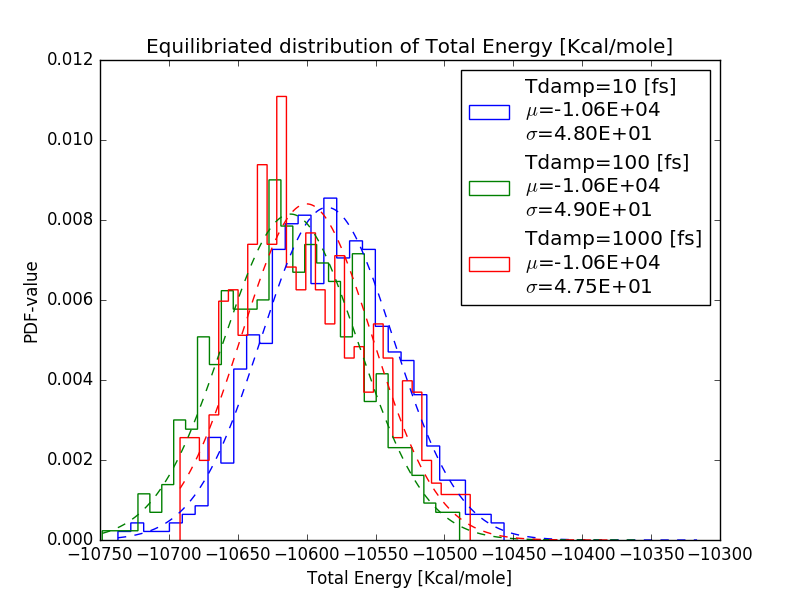 Equilibriated distribution of Total Energy [Kcal/mole]
0.012
0.010
0.008
0.006
0.004
0.002
0.000
PDF-value
Tdamp=10 [fs]
μ=-1.06E+04
σ=4.80E+01
Tdamp=100 [fs]
μ=-1.06E+04
σ=4.90E+01
Tdamp=1000 [fs]
μ=-1.06E+04
σ=4.75E+01
−10750 −10700 −10650 −10600 −10550 −10500 −10450 −10400 −10350 −10300
Total Energy [Kcal/mole]